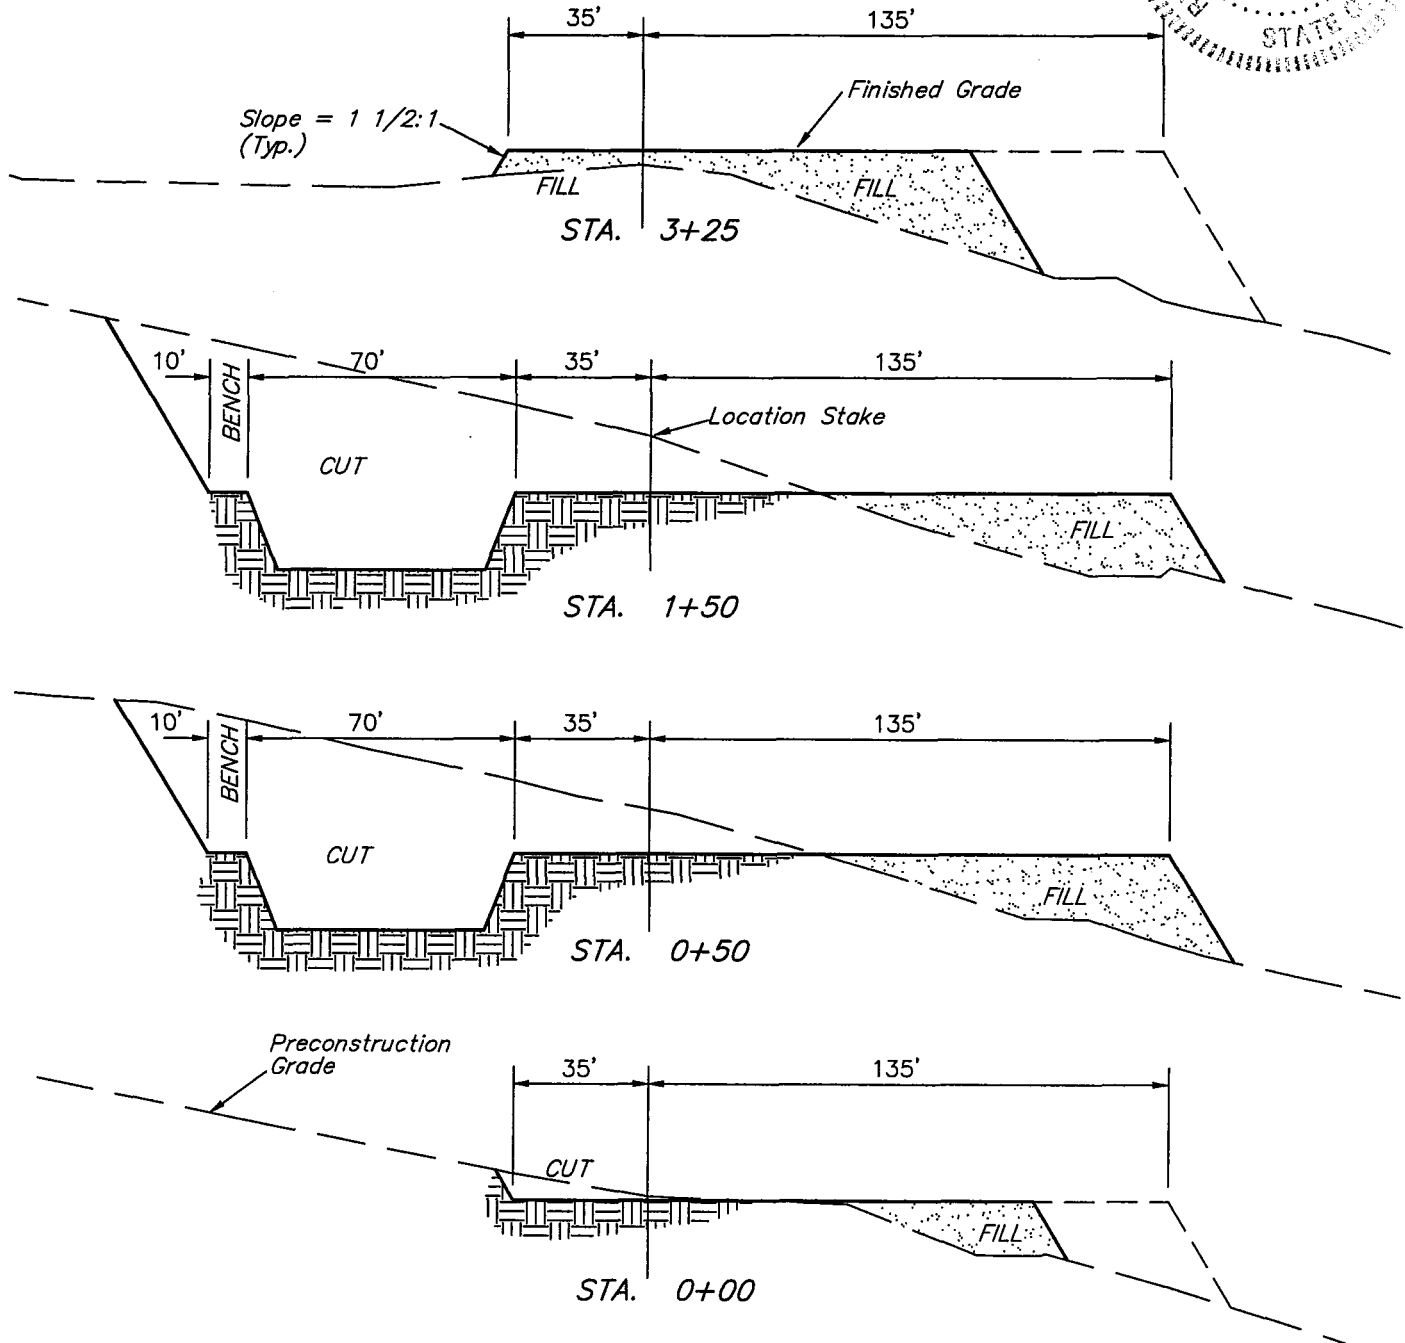 35'
135'
STATE
Slope = 1 1/2:1
(Typ.)
Finished Grade
FILL
FILL
STA. 3+25
10'
BENCH
70'
35'
135'
Location Stake
CUT
FILL
STA. 1+50
10'
BENCH
70'
35'
135'
CUT
FILL
STA. 0+50
Preconstruction
Grade
35'
135'
CUT
FILL
STA. 0+00